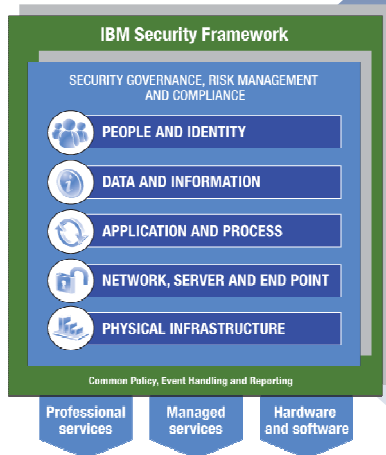 IBM Security Framework
SECURITY GOVERNANCE, RISK MANAGEMENT
AND COMPLIANCE
PEOPLE AND IDENTITY
DATA AND INFORMATION
APPLICATION AND PROCESS
NETWORK, SERVER AND END POINT
PHYSICAL INFRASTRUCTURE
Common Policy, Event Handling and Reporting
Professional
services
Managed
services
Hardware
and software